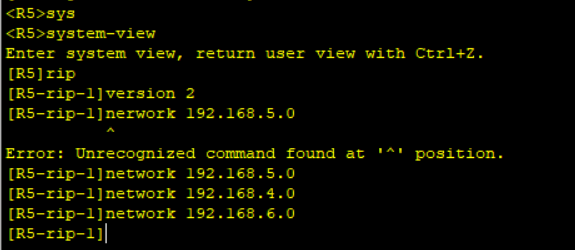 <R5>sys
<R5>system-view
Enter system view, return user view with Ctrl+Z.
[R5]rip
[R5-rip-1]version 2
[R5-rip-1]nerwork 192.168.5.0
^
Error: Unrecognized command found at '^' position.
[R5-rip-1]network 192.168.5.0
[R5-rip-1]network 192.168.4.0
[R5-rip-1]network 192.168.6.0
[R5-rip-1]